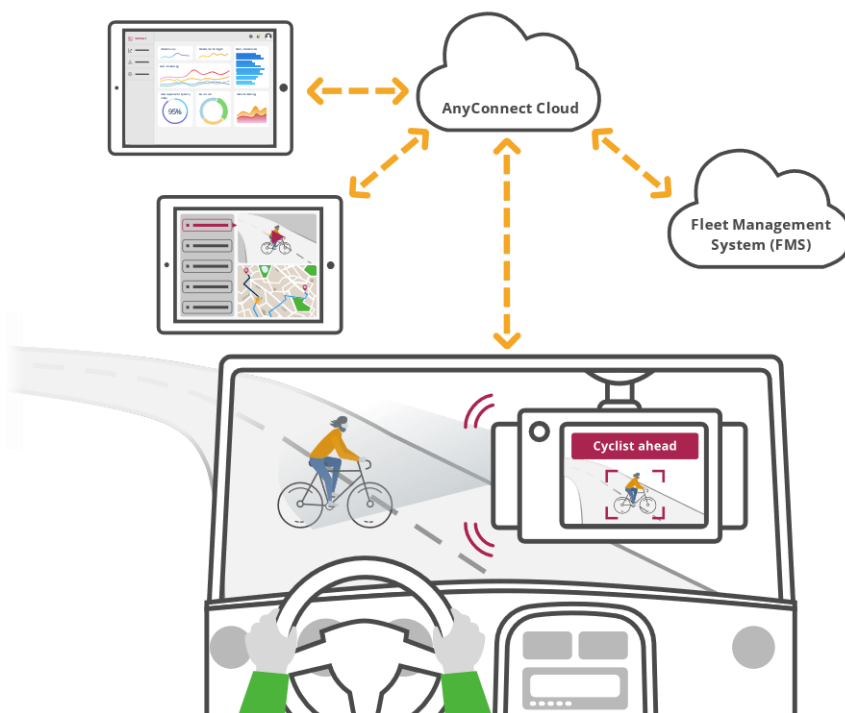 AnyConnect Cloud
95%
Fleet Management
System (FMS)
Cyclist ahead